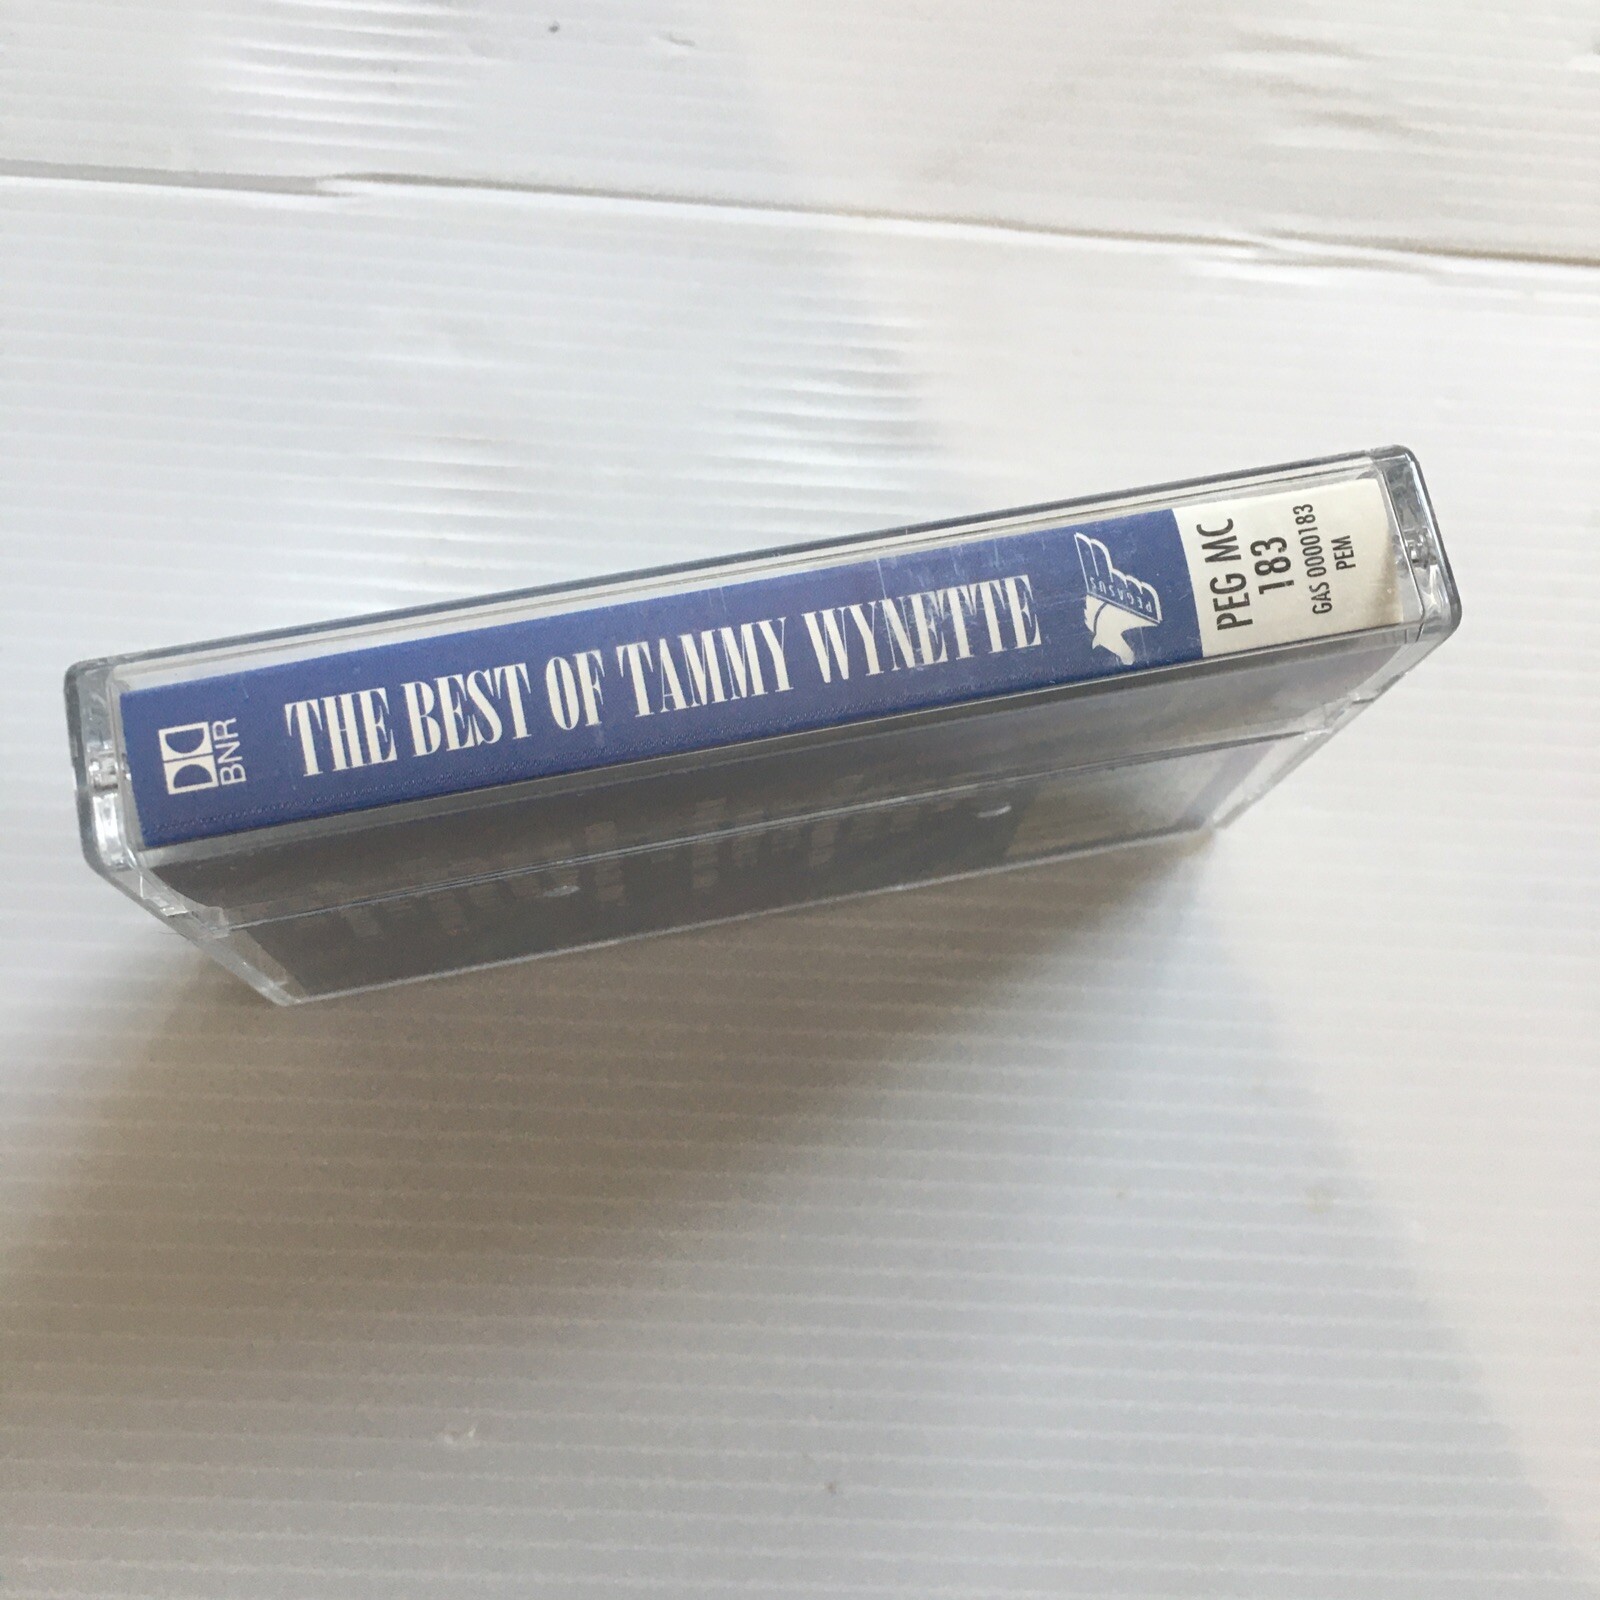 BNR
THE BEST OF TAMMY WYNETTE
PEGASUS
PEG MC
183
GAS 0000183
PEM